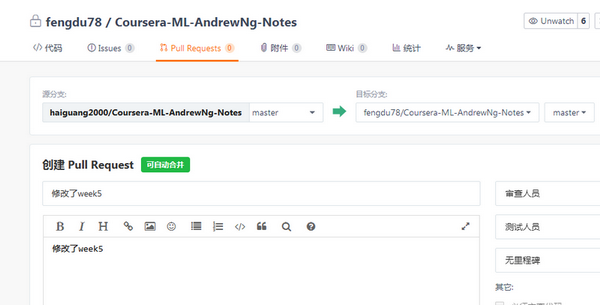 fengdu78 / Coursera-ML-AndrewNg-Notes
Unwatch 6
代码 Issues 0 Pull Requests 0 附件 0 Wiki 0 统计 服务
源分支: 目标分支:
haiguang2000/Coursera-ML-AndrewNg-Notes master fengdu78/Coursera-ML-AndrewNg-Notes master
创建 Pull Request 可自动合并
修改了week5
审查人员
B I H
测试人员
修改了week5
无里程碑
其它: